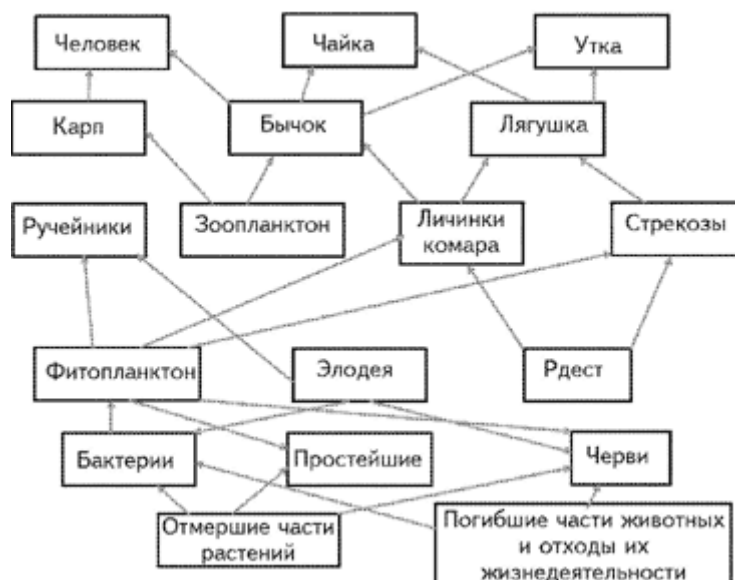 Человек
Чайка
Утка
Карп
Бычок
Лягушка
Ручейники
Зоопланктон
Личинки
комара
Стрекозы
Фитопланктон
Элодея
Рдест
Бактерии
Простейшие
Черви
Отмершие части
растений
Погибшие части животных
и отходы их
жизнедеятельности